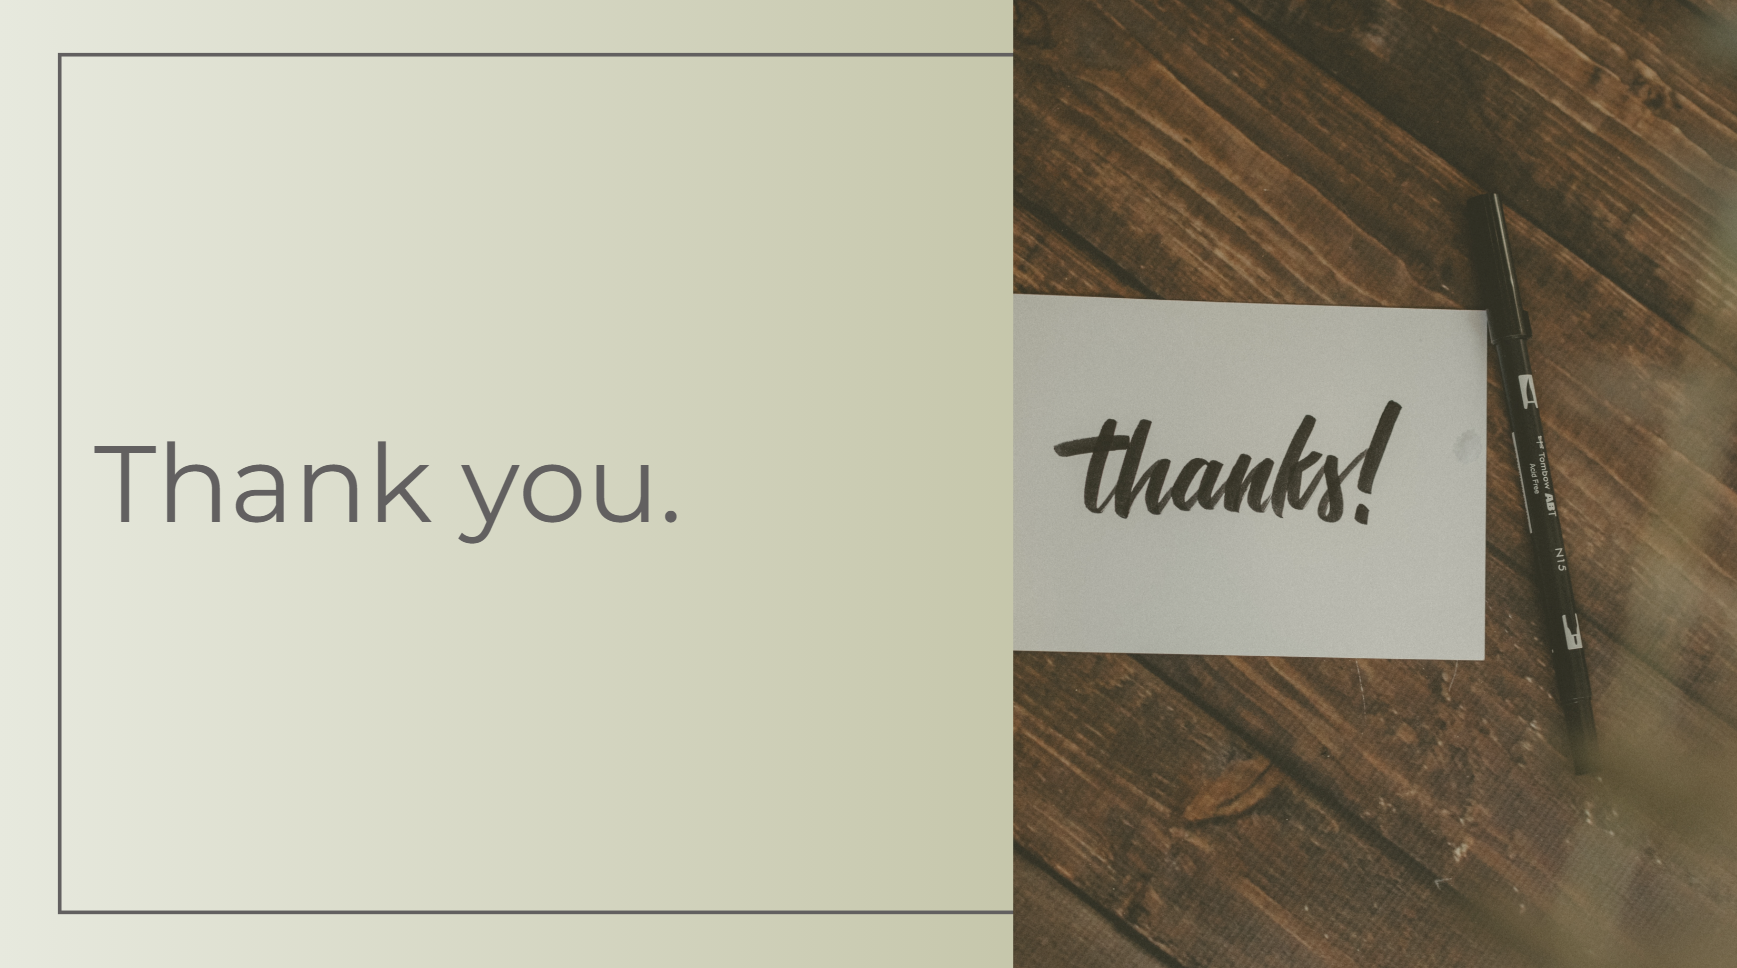 Thank you.
thanks!
Tombow ABT
Acid Free
N15